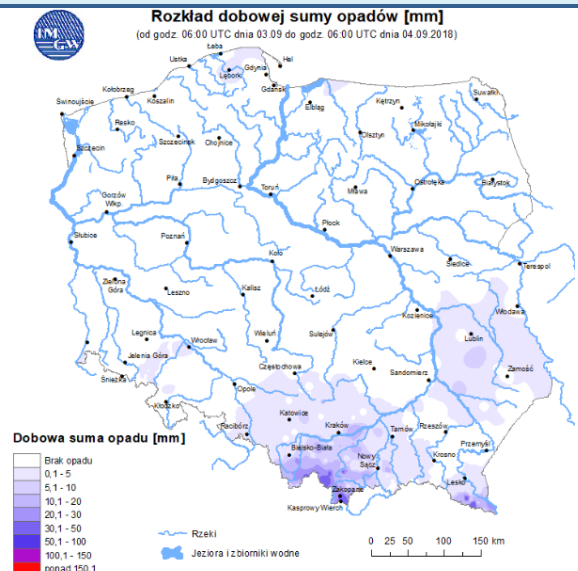 Rozkład dobowej sumy opadów [mm]
(od godz. 06:00 UTC dnia 03.09 do godz. 06:00 UTC dnia 04.09.2018)
IM
GW
Łeba
Ustka
Lębork
Gdynia
Hel
Gdańsk
Kołobrzeg
Koszalin
Elbląg
Kętrzyn
Suwałki
Świnoujście
Resko
Szczecinek
Chojnice
Olsztyn
Mikołajki
Szczecin
Piła
Bydgoszcz
Toruń
Mława
Ostrołęka
Białystok
Gorzów
Wlkp.
Płock
Słubice
Poznań
Koło
Warszawa
Siedlce
Terespol
Zielona
Góra
Leszno
Kalisz
Łódź
Kozienice
Włodawa
Legnica
Wrocław
Wieluń
Sulejów
Lublin
Jelenia Góra
Śnieżka
Częstochowa
Kielce
Sandomierz
Zamość
Kłodzko
Opole
Katowice
Racibórz
Kraków
Tarnów
Rzeszów
Przemyśl
Bielsko-Biała
Nowy
Sącz
Krosno
Lesko
Zakopane
Kasprowy Wierch
Dobowa suma opadu [mm]
Brak opadu
0,1 - 5
5,1 - 10
10,1 - 20
20,1 - 30
30,1 - 50
50,1 - 100
100,1 - 150
ponad 150,1
Rzeki
Jeziora i zbiorniki wodne
0 25 50 100 150 km